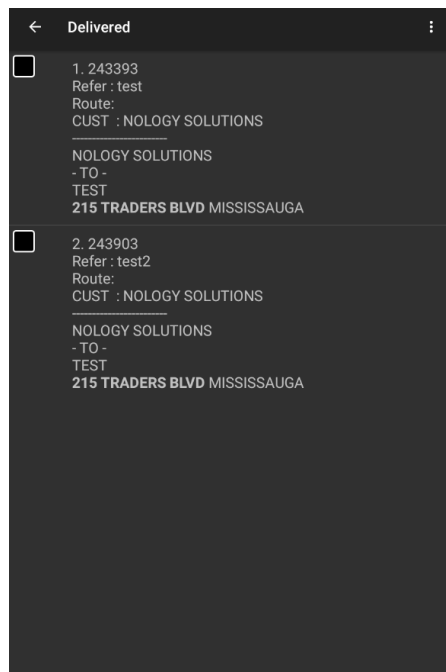 Delivered
1. 243393
Refer : test
Route:
CUST : NOLOGY SOLUTIONS
------------------------
NOLOGY SOLUTIONS
- TO -
TEST
215 TRADERS BLVD MISSISSAUGA
2. 243903
Refer : test2
Route:
CUST : NOLOGY SOLUTIONS
------------------------
NOLOGY SOLUTIONS
- TO -
TEST
215 TRADERS BLVD MISSISSAUGA